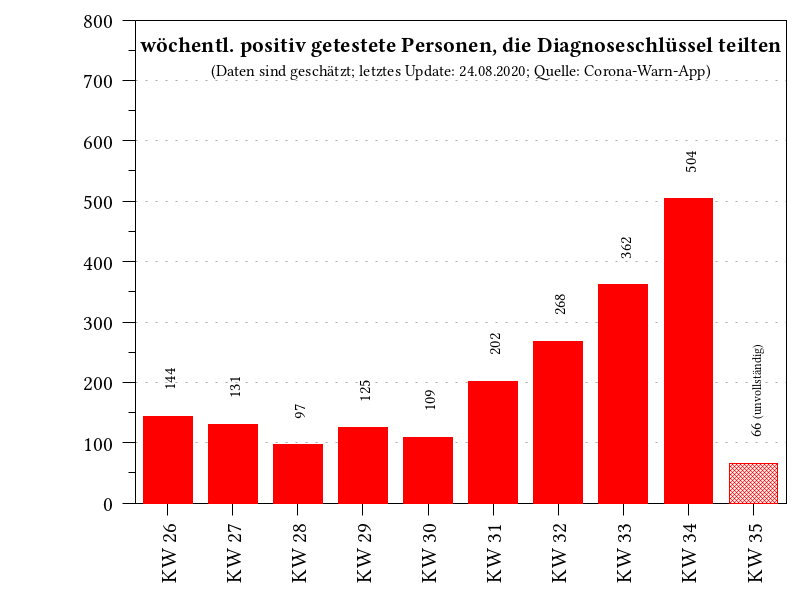 wöchentl. positiv getestete Personen, die Diagnoseschlüssel teilten
(Daten sind geschätzt; letztes Update: 24.08.2020; Quelle: Corona-Warn-App)
800
700
600
500
400
300
200
100
0
144
131
97
125
109
202
268
362
504
66 (unvollständig)
KW 26
KW 27
KW 28
KW 29
KW 30
KW 31
KW 32
KW 33
KW 34
KW 35